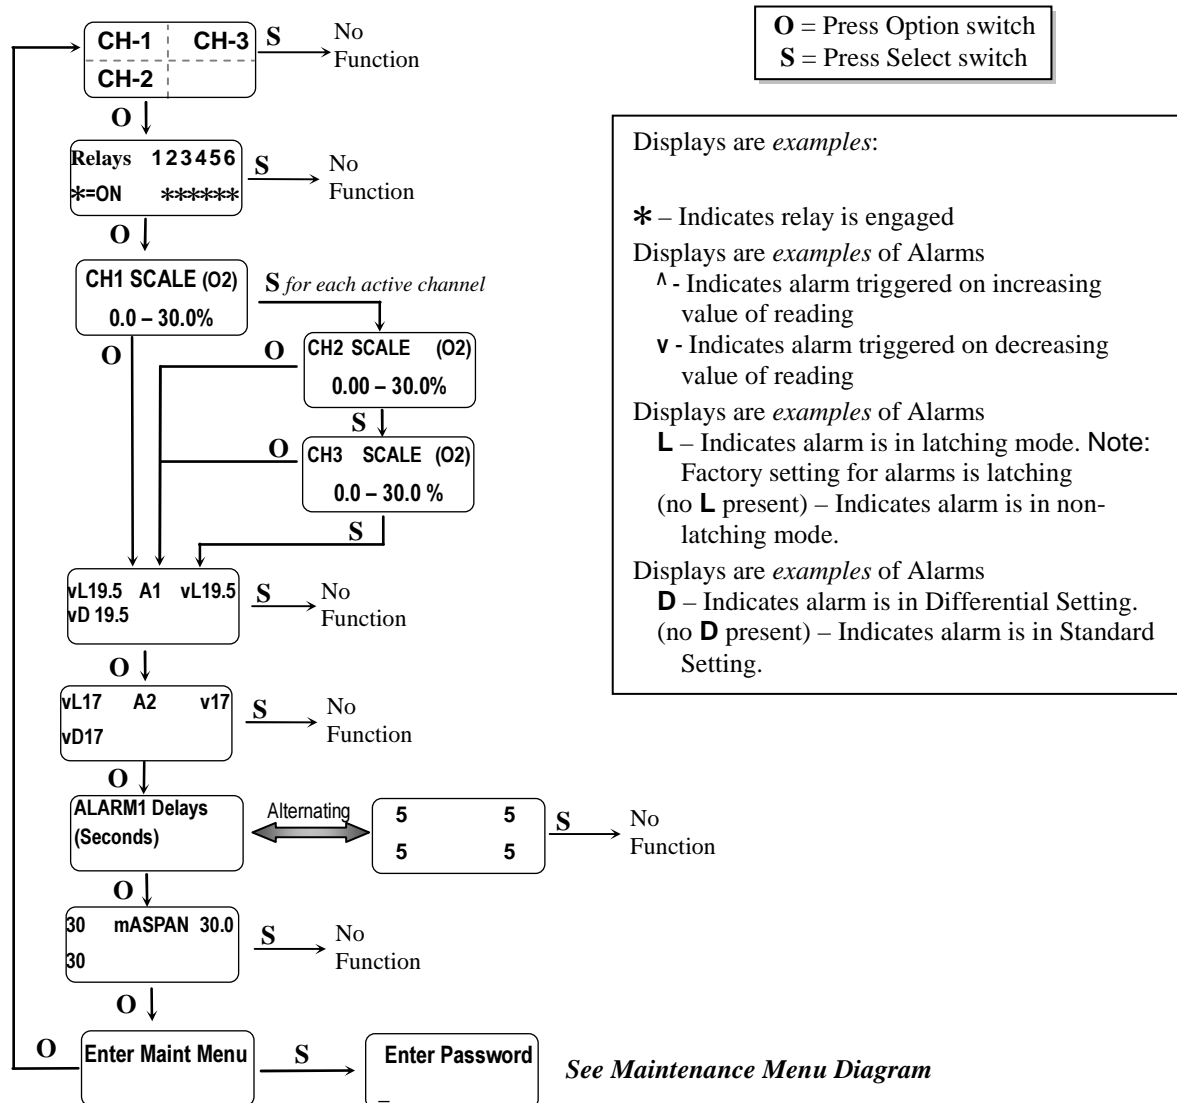 CH-1 CH-3
CH-2
S
No
Function
O = Press Option switch
S = Press Select switch
O
Relays 123456
*=ON ******
S
No
Function
O
CH1 SCALE (O2)
0.0 – 30.0%
S for each active channel
O
CH2 SCALE (O2)
0.00 – 30.0%
O
S
CH3 SCALE (O2)
0.0 – 30.0 %
O
S
vL19.5 A1 vL19.5
vD 19.5
S
No
Function
O
vL17 A2 v17
vD17
S
No
Function
O
ALARM1 Delays
(Seconds)
Alternating
5 5
5 5
S
No
Function
O
30 mASPAN 30.0
30
S
No
Function
O
Enter Maint Menu
O
S
Enter Password
_
See Maintenance Menu Diagram
Displays are examples:
* – Indicates relay is engaged
Displays are examples of Alarms
^ - Indicates alarm triggered on increasing
value of reading
v - Indicates alarm triggered on decreasing
value of reading
Displays are examples of Alarms
L – Indicates alarm is in latching mode. Note:
Factory setting for alarms is latching
(no L present) – Indicates alarm is in non-
latching mode.
Displays are examples of Alarms
D – Indicates alarm is in Differential Setting.
(no D present) – Indicates alarm is in Standard
Setting.